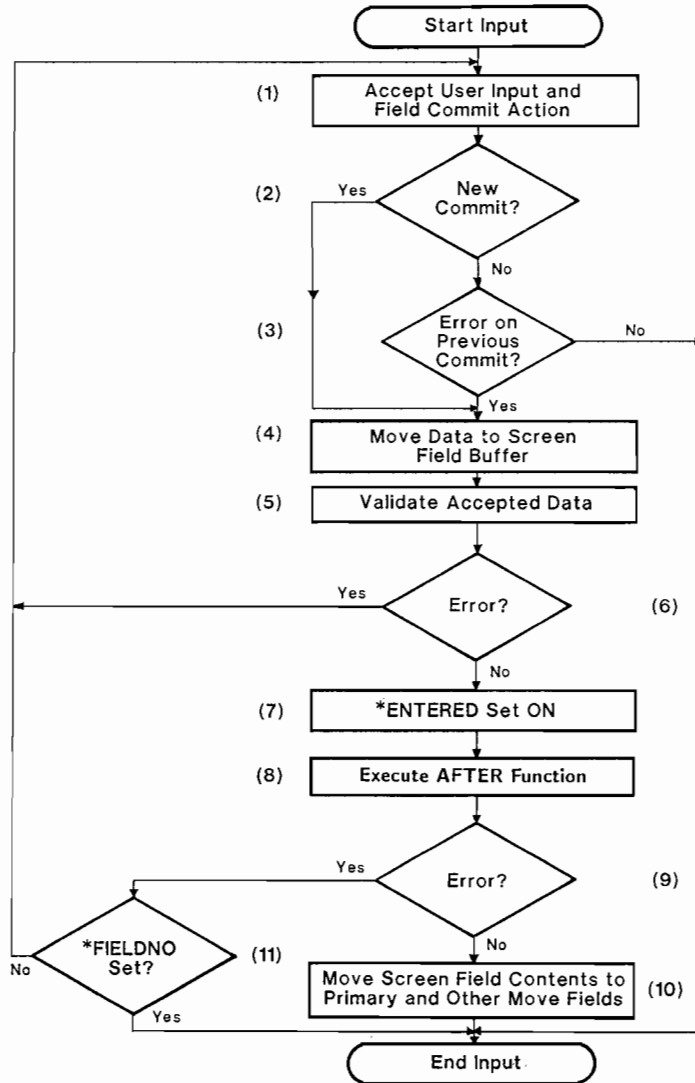 Start Input
(1)
Accept User Input and
Field Commit Action
(2)
Yes
New
Commit?
No
(3)
Error on
Previous
Commit?
No
Yes
(4)
Move Data to Screen
Field Buffer
(5)
Validate Accepted Data
Yes
Error?
(6)
No
(7)
*ENTERED Set ON
(8)
Execute AFTER Function
Yes
Error?
(9)
No
*FIELDNO
Set?
(11)
No
Yes
Move Screen Field Contents to
Primary and Other Move Fields
(10)
End Input